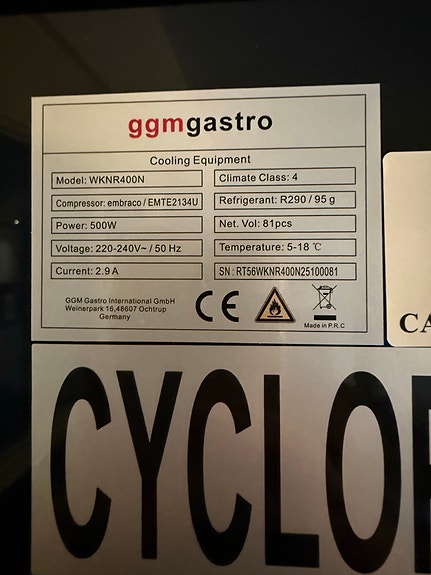 ggmgastro
Cooling Equipment
Model: WKNR400N
Climate Class: 4
Compressor: embraco / EMTE2134U
Refrigerant: R290 / 95 g
Power: 500W
Net. Vol: 81pcs
Voltage: 220-240V~ / 50 Hz
Temperature: 5-18 ℃
Current: 2.9 A
SN : RT56WKNR400N25100081
GGM Gastro International GmbH
Weinerpark 16,48607 Ochtrup
Germany
CE
Made in P.R.C
CA
CYCLO